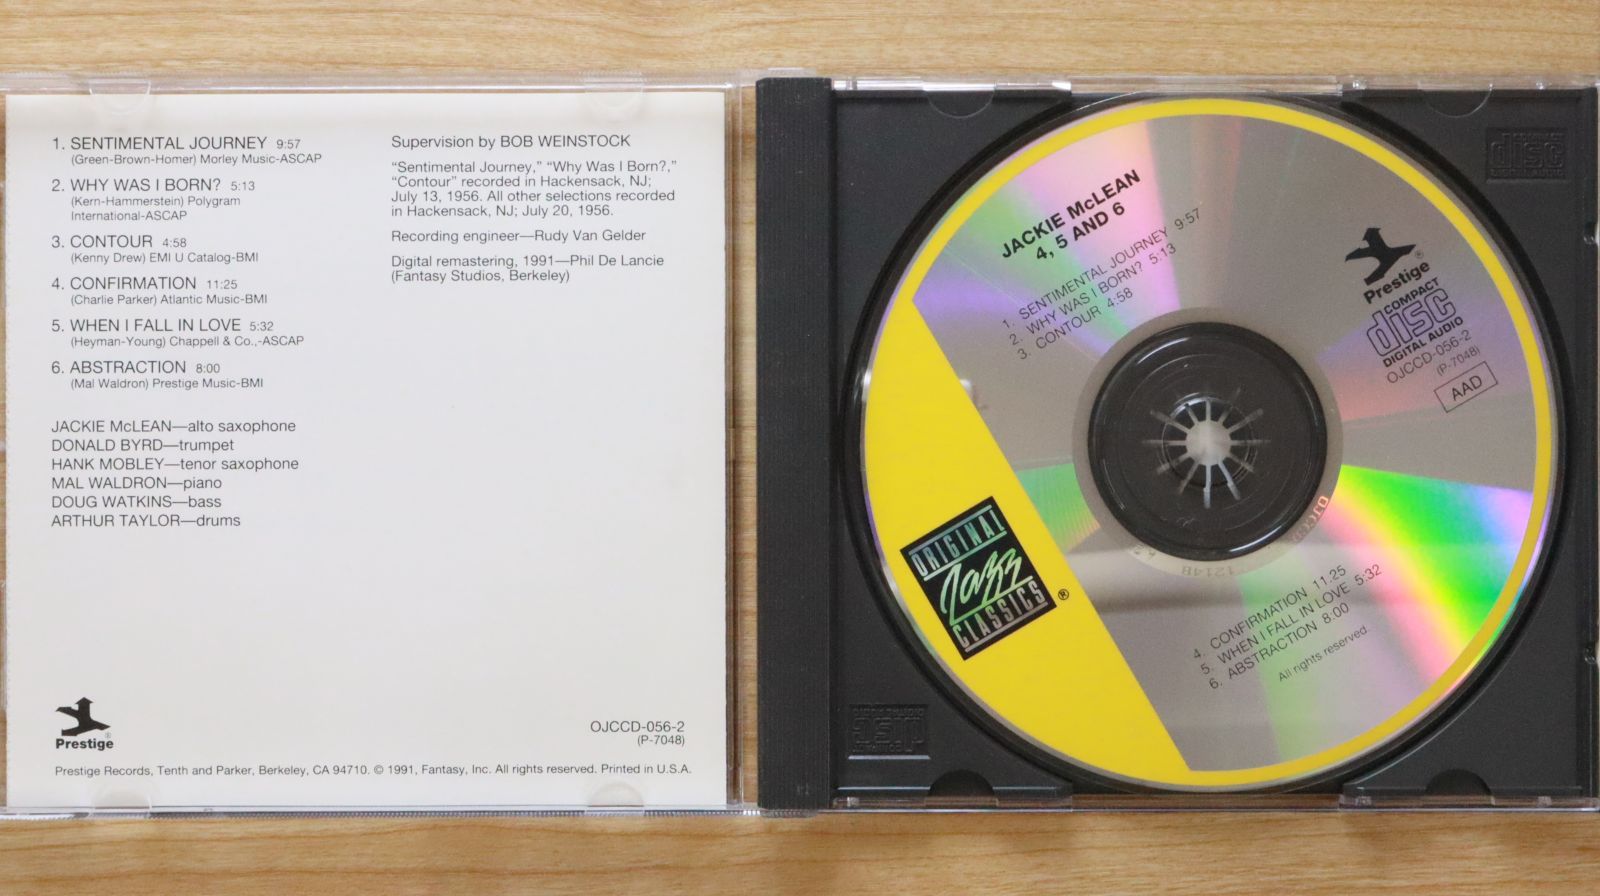 1. SENTIMENTAL JOURNEY 9:57
(Green-Brown-Homer) Morley Music-ASCAP
2. WHY WAS I BORN? 5:13
(Kern-Hammerstein) Polygram
International-ASCAP
3. CONTOUR 4:58
(Kenny Drew) EMI U Catalog-BMI
4. CONFIRMATION 11:25
(Charlie Parker) Atlantic Music-BMI
5. WHEN I FALL IN LOVE 5:32
(Heyman-Young) Chappell & Co.,-ASCAP
6. ABSTRACTION 8:00
(Mal Waldron) Prestige Music-BMI
JACKIE McLEAN—alto saxophone
DONALD BYRD—trumpet
HANK MOBLEY—tenor saxophone
MAL WALDRON—piano
DOUG WATKINS—bass
ARTHUR TAYLOR—drums
Supervision by BOB WEINSTOCK
“Sentimental Journey,” “Why Was I Born?,”
“Contour” recorded in Hackensack, NJ;
July 13, 1956. All other selections recorded
in Hackensack, NJ; July 20, 1956.
Recording engineer—Rudy Van Gelder
Digital remastering, 1991—Phil De Lancie
(Fantasy Studios, Berkeley)
Prestige®
OJCCD-056-2
(P-7048)
Prestige Records, Tenth and Parker, Berkeley, CA 94710. © 1991, Fantasy, Inc. All rights reserved. Printed in U.S.A.
JACKIE McLEAN
4, 5 AND 6
1. SENTIMENTAL JOURNEY 9:57
2. WHY WAS I BORN? 5:13
3. CONTOUR 4:58
Prestige®
COMPACT
disc
DIGITAL AUDIO
OJCCD-056-2
(P-7048)
AAD
ORIGINAL
Jazz
CLASSICS®
4. CONFIRMATION 11:25
5. WHEN I FALL IN LOVE 5:32
6. ABSTRACTION 8:00
All rights reserved.
disc
DIGITAL AUDIO